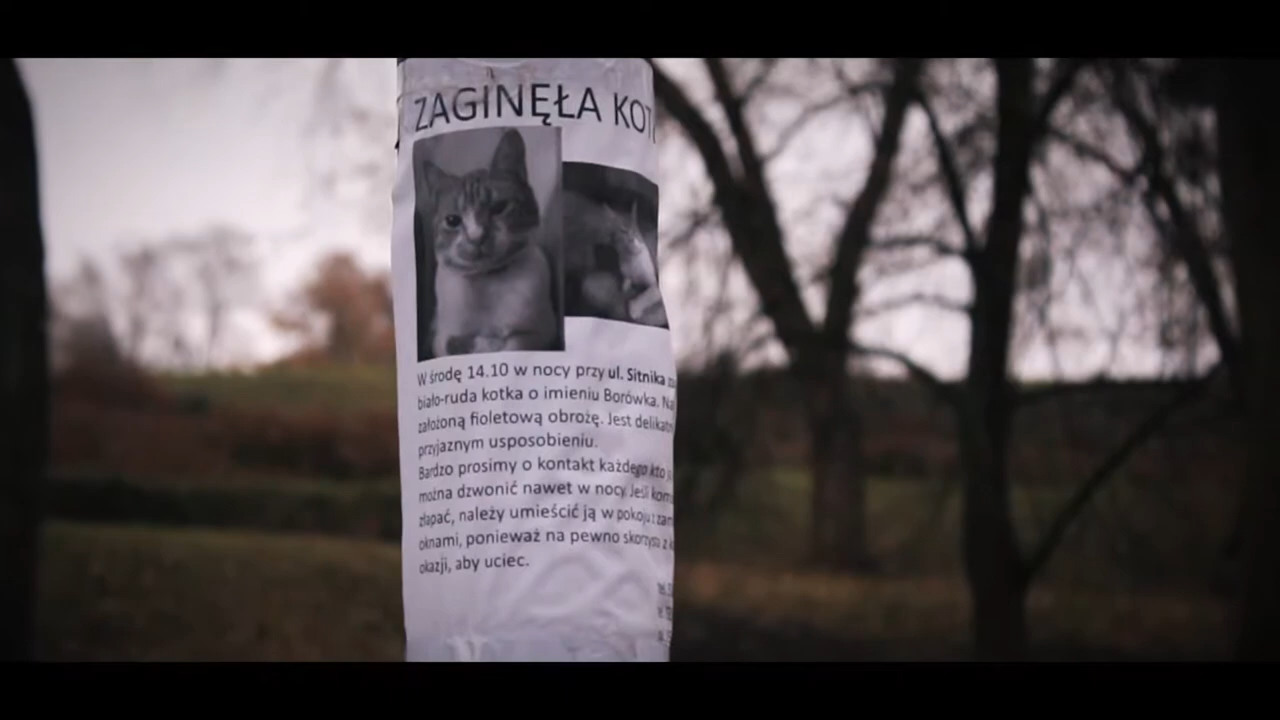 ZAGINĘŁA KOT
W środę 14.10 w nocy przy ul. Sitnika
biało-ruda kotka o imieniu Borówka.
założoną fioletową obrożę. Jest
przyjaznym usposobieniu.
Bardzo prosimy o kontakt każdego kto
można dzwonić nawet w nocy. Jeśli
złapać, należy umieścić ją w pokoju z
oknami, ponieważ na pewno skorzysta z
okazji, aby uciec.